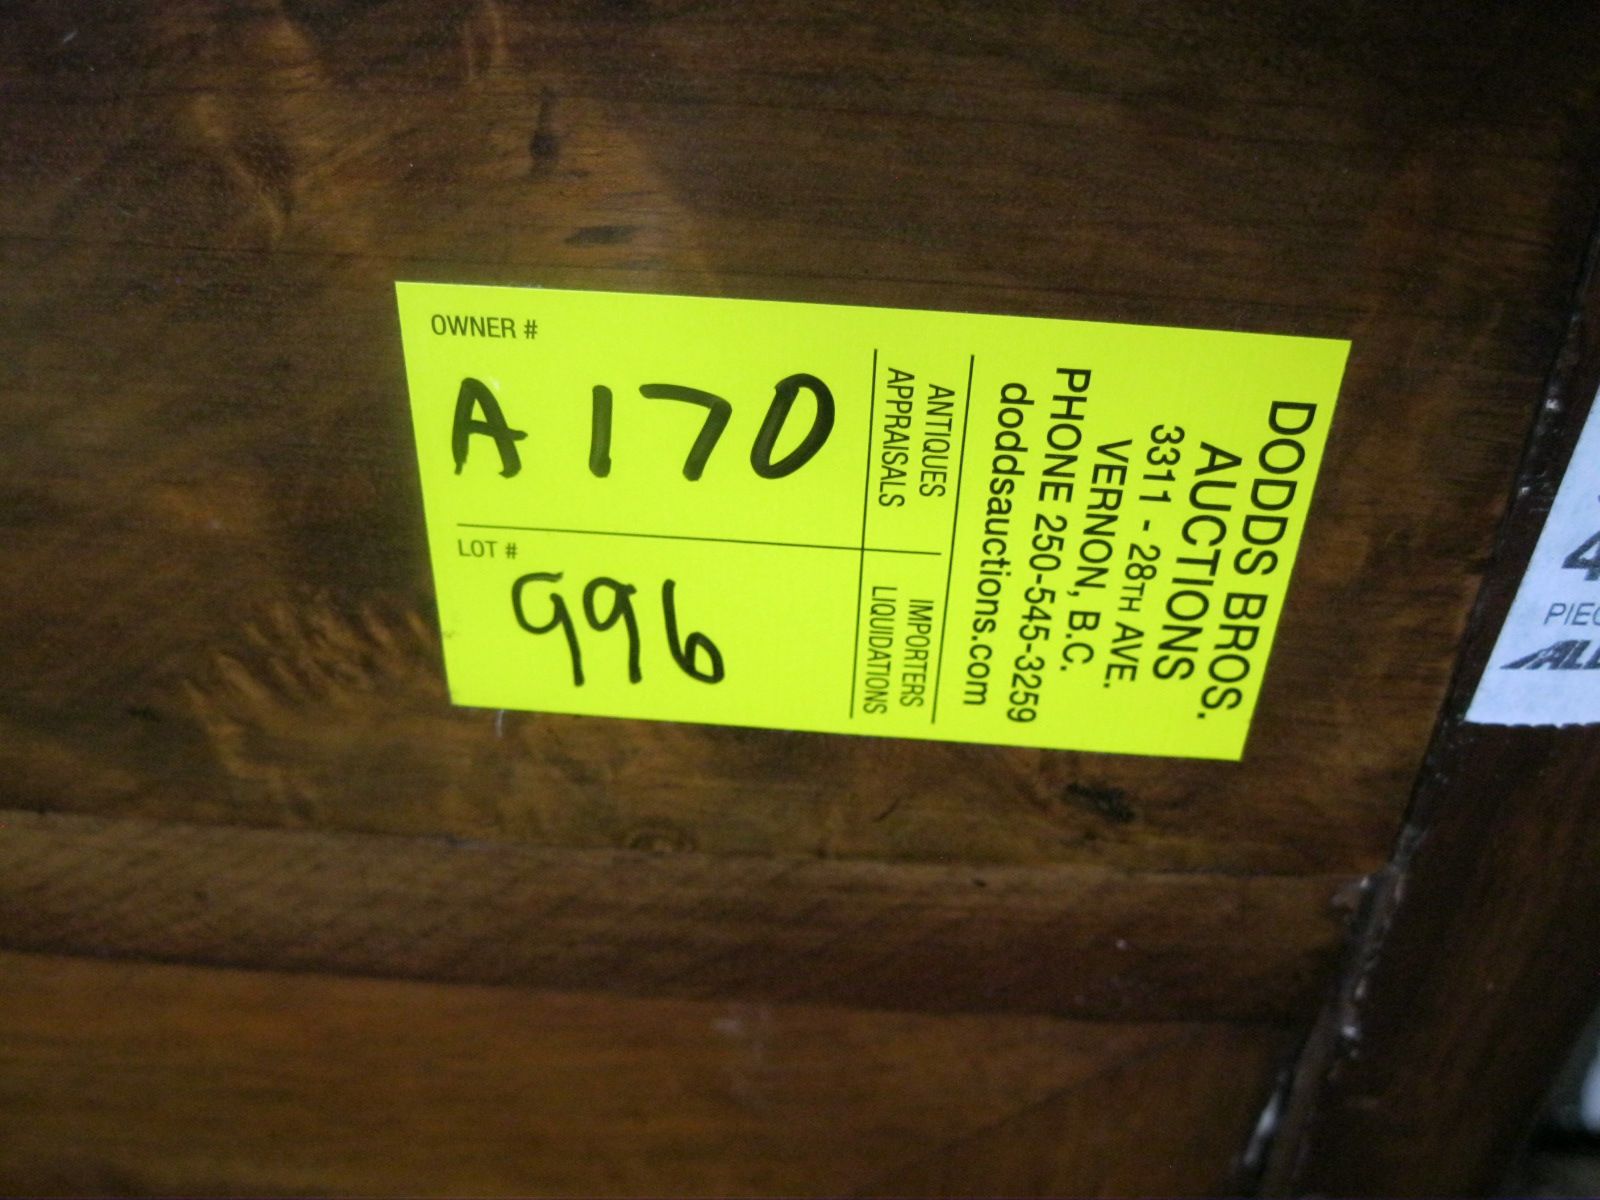 OWNER #
A 170
LOT #
996
ANTIQUES
APPRAISALS
IMPORTERS
LIQUIDATIONS
DODDS BROS.
AUCTIONS
3311 - 28TH AVE.
VERNON, B.C.
PHONE 250-545-3259
doddsauctions.com
4